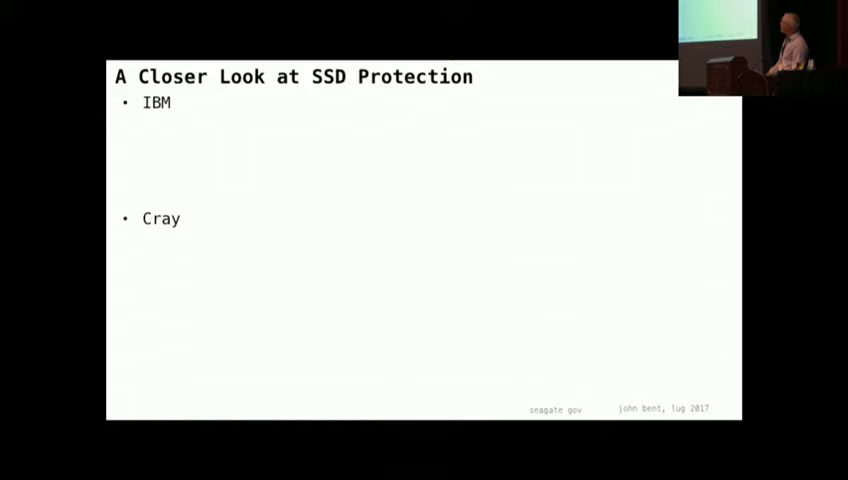 A Closer Look at SSD Protection
• IBM
• Cray
seagate gov
john bent, lug 2017